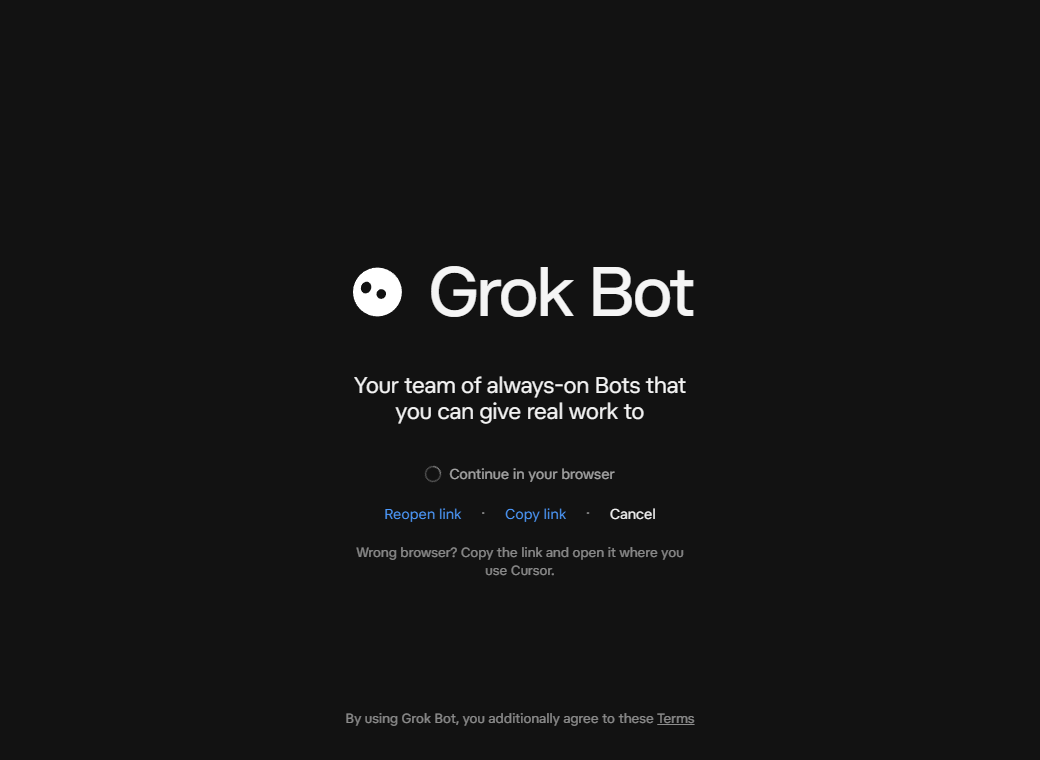 Grok Bot
Your team of always-on Bots that
you can give real work to
Continue in your browser
Reopen link · Copy link · Cancel
Wrong browser? Copy the link and open it where you
use Cursor.
By using Grok Bot, you additionally agree to these Terms